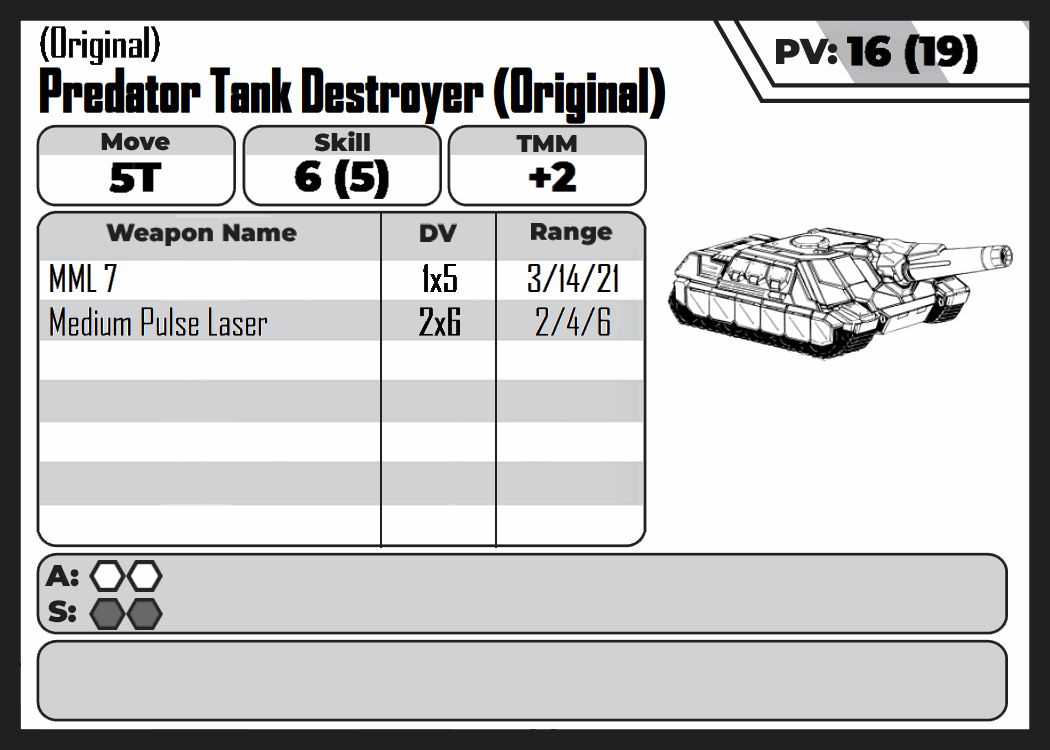 (Original)
PV: 16 (19)
Predator Tank Destroyer (Original)
Move Skill TMM
5T 6 (5) +2
Weapon Name DV Range
MML 7 1x5 3/14/21
Medium Pulse Laser 2x6 2/4/6
A:
S: